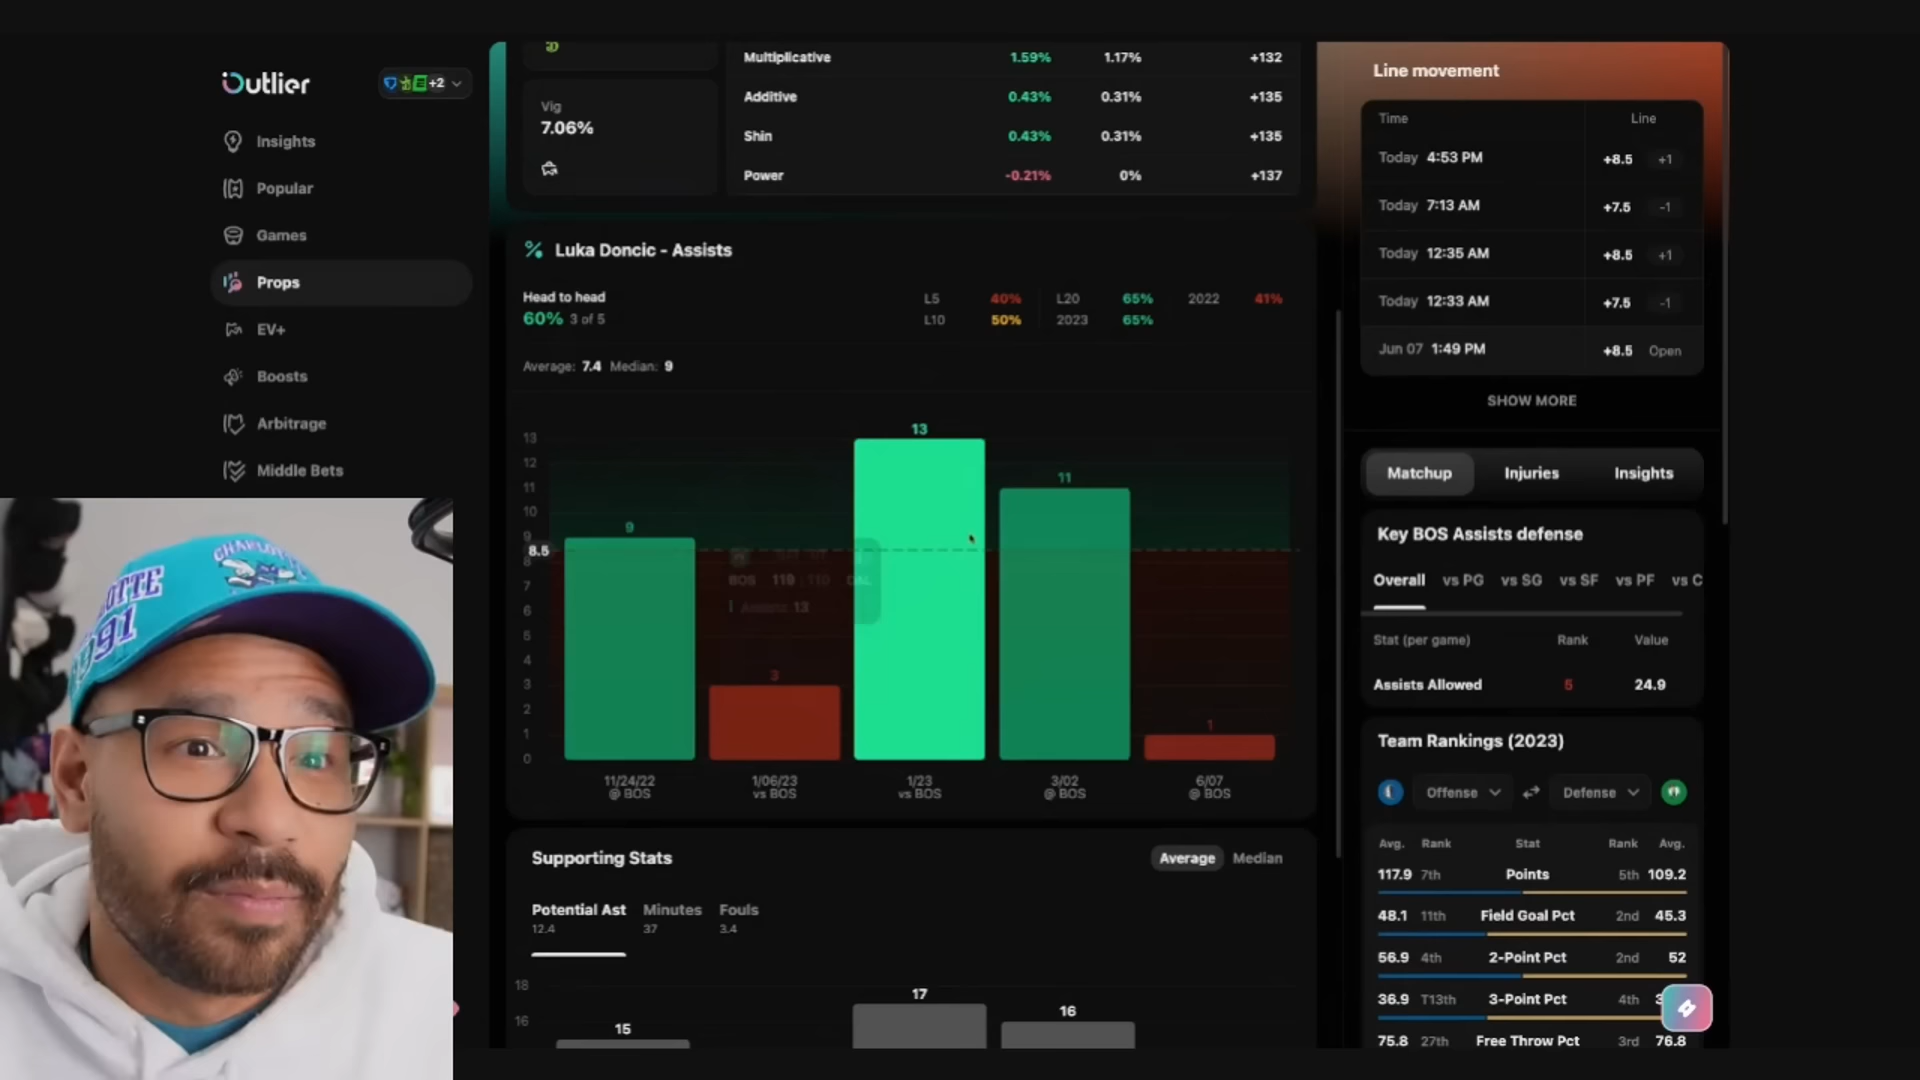 Outlier
+2
Insights
Popular
Games
Props
EV+
Boosts
Arbitrage
Middle Bets
Vig
7.06%
Multiplicative 1.59% 1.17% +132
Additive 0.43% 0.31% +135
Shin 0.43% 0.31% +135
Power -0.21% 0% +137
Luka Doncic - Assists
Head to head
60% 3 of 5
L5 40% L20 65% 2022 41%
L10 50% 2023 65%
Average: 7.4 Median: 9
13
12
11
10
9
8.5
8
7
6
5
4
3
2
1
0
9
3
13
11
1
BOS 110 110 DAL
Assists 13
11/24/22
@ BOS
1/06/23
vs BOS
1/23
vs BOS
3/02
@ BOS
6/07
@ BOS
Supporting Stats
Average Median
Potential Ast Minutes Fouls
12.4 37 3.4
18
16
15
17
16
Line movement
Time Line
Today 4:53 PM +8.5 +1
Today 7:13 AM +7.5 -1
Today 12:35 AM +8.5 +1
Today 12:33 AM +7.5 -1
Jun 07 1:49 PM +8.5 Open
SHOW MORE
Matchup Injuries Insights
Key BOS Assists defense
Overall vs PG vs SG vs SF vs PF vs C
Stat (per game) Rank Value
Assists Allowed 5 24.9
Team Rankings (2023)
Offense Defense
Avg. Rank Stat Rank Avg.
117.9 7th Points 5th 109.2
48.1 11th Field Goal Pct 2nd 45.3
56.9 4th 2-Point Pct 2nd 52
36.9 T13th 3-Point Pct 4th
75.8 27th Free Throw Pct 3rd 76.8
CHARLOTTE
1991